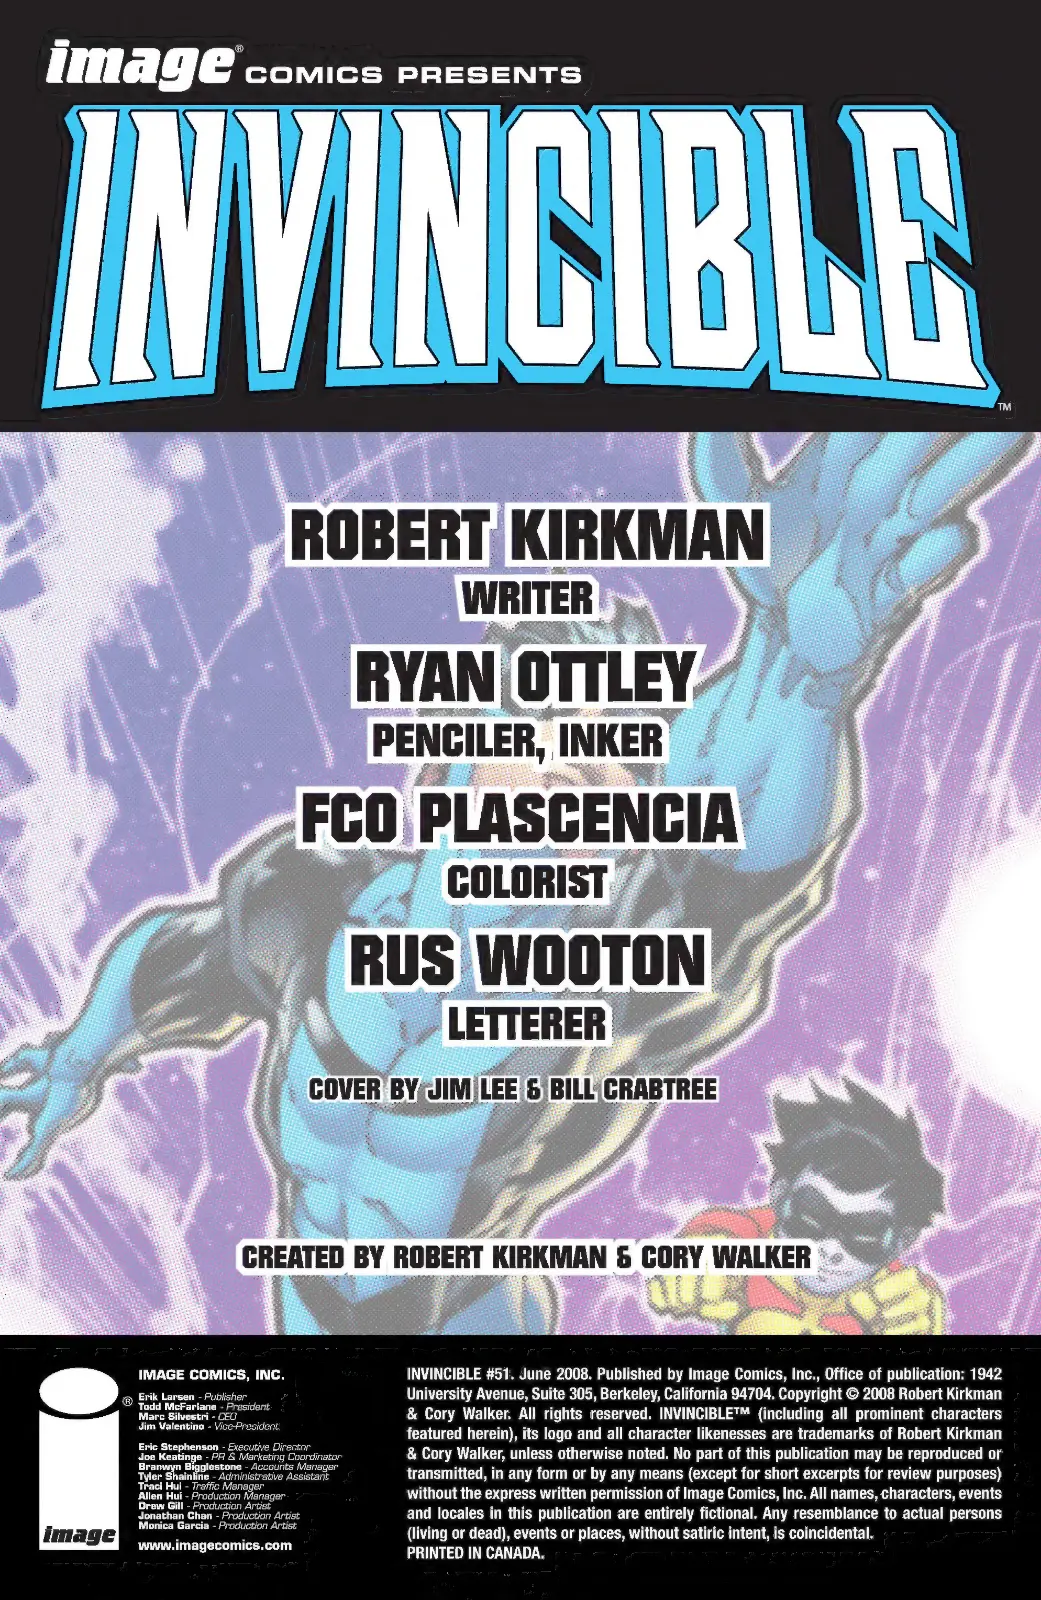 image® COMICS PRESENTS
INVINCIBLE™
ROBERT KIRKMAN
WRITER
RYAN OTTLEY
PENCILER, INKER
FCO PLASCENCIA
COLORIST
RUS WOOTON
LETTERER
COVER BY JIM LEE & BILL CRABTREE
CREATED BY ROBERT KIRKMAN & CORY WALKER
®
image
IMAGE COMICS, INC.
Erik Larsen - Publisher
Todd McFarlane - President
Marc Silvestri - CEO
Jim Valentino - Vice-President
Eric Stephenson - Executive Director
Joe Keatinge - PR & Marketing Coordinator
Branwyn Bigglestone - Accounts Manager
Tyler Shainline - Administrative Assistant
Traci Hui - Traffic Manager
Allen Hui - Production Manager
Drew Gill - Production Artist
Jonathan Chan - Production Artist
Monica Garcia - Production Artist
www.imagecomics.com
INVINCIBLE #51. June 2008. Published by Image Comics, Inc., Office of publication: 1942
University Avenue, Suite 305, Berkeley, California 94704. Copyright © 2008 Robert Kirkman
& Cory Walker. All rights reserved. INVINCIBLE™ (including all prominent characters
featured herein), its logo and all character likenesses are trademarks of Robert Kirkman
& Cory Walker, unless otherwise noted. No part of this publication may be reproduced or
transmitted, in any form or by any means (except for short excerpts for review purposes)
without the express written permission of Image Comics, Inc. All names, characters, events
and locales in this publication are entirely fictional. Any resemblance to actual persons
(living or dead), events or places, without satiric intent, is coincidental.
PRINTED IN CANADA.